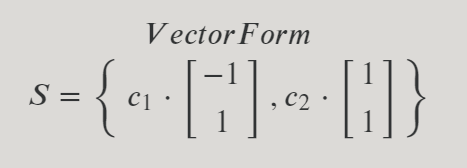 VectorForm
S = { c₁ · [ −1 1 ] , c₂ · [ 1 1 ] }